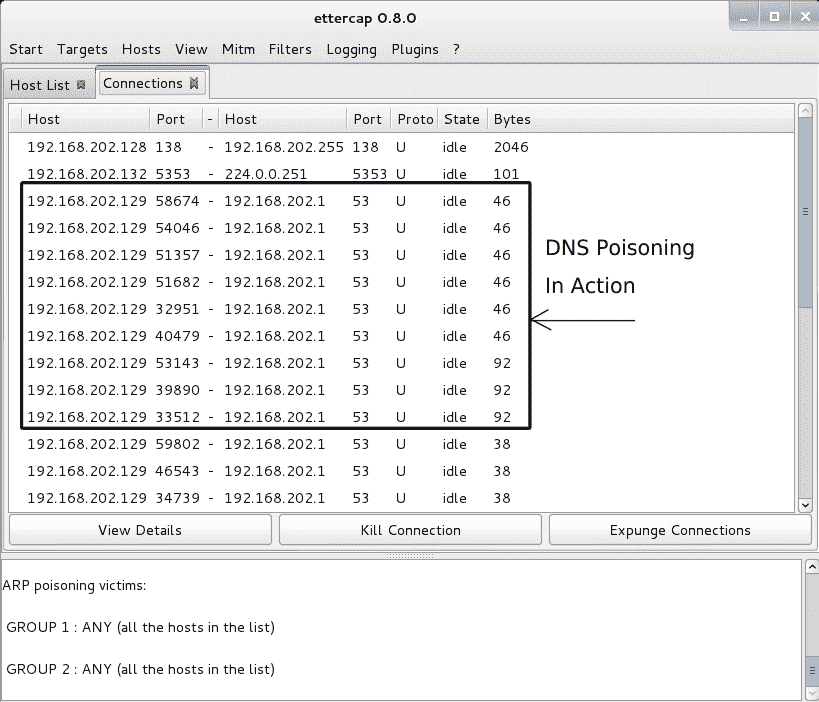 ettercap 0.8.0
Start Targets Hosts View Mitm Filters Logging Plugins ?
Host List Connections
Host Port - Host Port Proto State Bytes
192.168.202.128 138 - 192.168.202.255 138 U idle 2046
192.168.202.132 5353 - 224.0.0.251 5353 U idle 101
192.168.202.129 58674 - 192.168.202.1 53 U idle 46
192.168.202.129 54046 - 192.168.202.1 53 U idle 46
192.168.202.129 51357 - 192.168.202.1 53 U idle 46
192.168.202.129 51682 - 192.168.202.1 53 U idle 46
192.168.202.129 32951 - 192.168.202.1 53 U idle 46
192.168.202.129 40479 - 192.168.202.1 53 U idle 46
192.168.202.129 53143 - 192.168.202.1 53 U idle 92
192.168.202.129 39890 - 192.168.202.1 53 U idle 92
192.168.202.129 33512 - 192.168.202.1 53 U idle 92
192.168.202.129 59802 - 192.168.202.1 53 U idle 38
192.168.202.129 46543 - 192.168.202.1 53 U idle 38
192.168.202.129 34739 - 192.168.202.1 53 U idle 38
DNS Poisoning
In Action
View Details Kill Connection Expunge Connections
ARP poisoning victims:
GROUP 1 : ANY (all the hosts in the list)
GROUP 2 : ANY (all the hosts in the list)